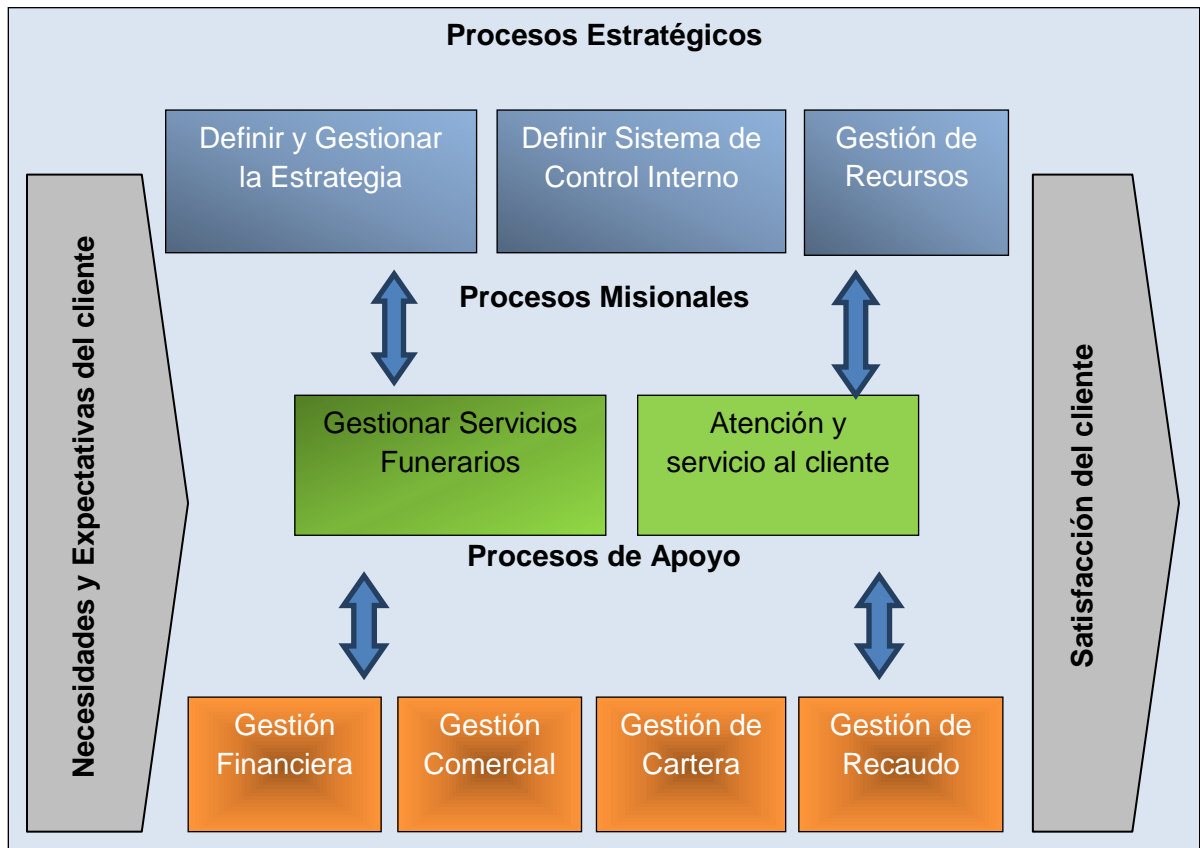 Procesos Estratégicos
Definir y Gestionar
la Estrategia
Definir Sistema de
Control Interno
Gestión de
Recursos
Necesidades y Expectativas del cliente
Procesos Misionales
Gestionar Servicios
Funerarios
Atención y
servicio al cliente
Satisfacción del cliente
Procesos de Apoyo
Gestión
Financiera
Gestión
Comercial
Gestión de
Cartera
Gestión de
Recaudo